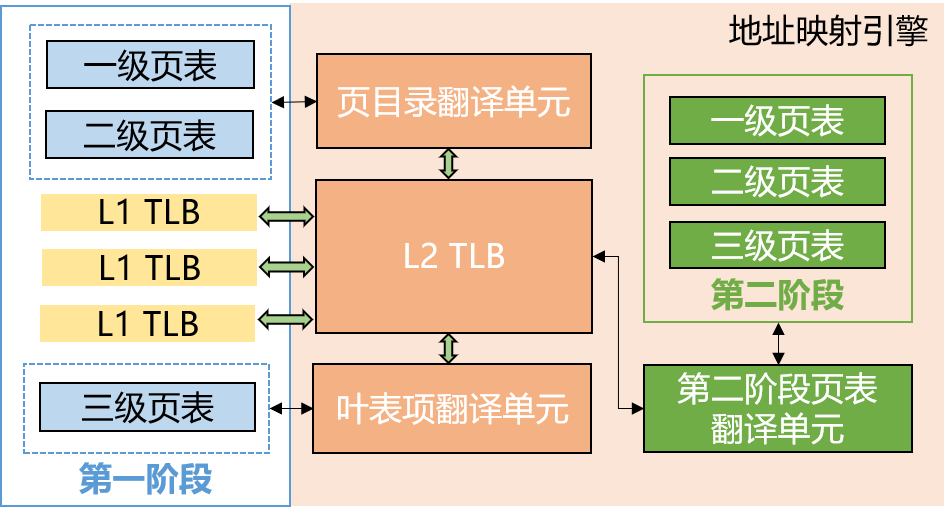 地址映射引擎
一级页表
二级页表
L1 TLB
L1 TLB
L1 TLB
三级页表
第一阶段
页目录翻译单元
L2 TLB
叶表项翻译单元
一级页表
二级页表
三级页表
第二阶段
第二阶段页表
翻译单元